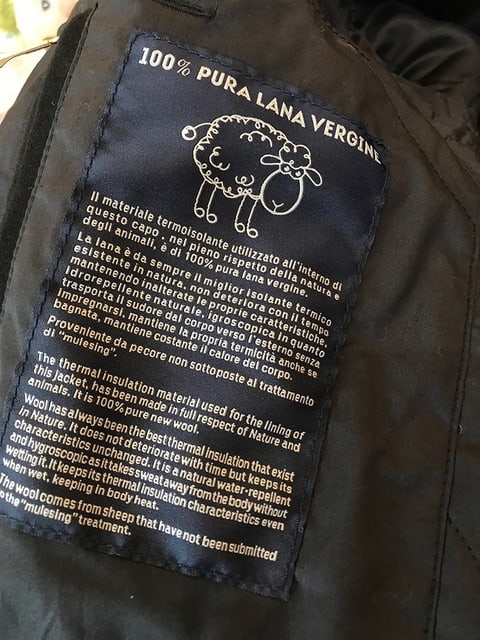 100% PURA LANA VERGINE
Il materiale termoisolante utilizzato all'interno di
questo capo , nel pieno rispetto della natura e
degli animali, è di 100% pura lana vergine.
La lana è da sempre il miglior isolante termico
esistente in natura, non deteriora con il tempo
mantenendo inalterate le proprie caratteristiche.
Idrorepellente naturale, igroscopica in quanto
trasporta il sudore dal corpo verso l'esterno senza
impregnarsi, mantiene la propria termicità anche se
bagnata, mantiene costante il calore del corpo.
Proveniente da pecore non sottoposte al trattamento
di "mulesing".
The thermal insulation material used for the lining of
this jacket, has been made in full respect of Nature and
animals. It is 100% pure new wool.
Wool has always been the best thermal insulation that exist
in Nature. It does not deteriorate with time but keeps its
characteristics unchanged. It is a natural water-repellent
and hygroscopic as it takes sweat away from the body without
wetting it. It keeps its thermal insulation characteristics even
when wet, keeping in body heat.
The wool comes from sheep that have not been submitted
to the "mulesing" treatment.